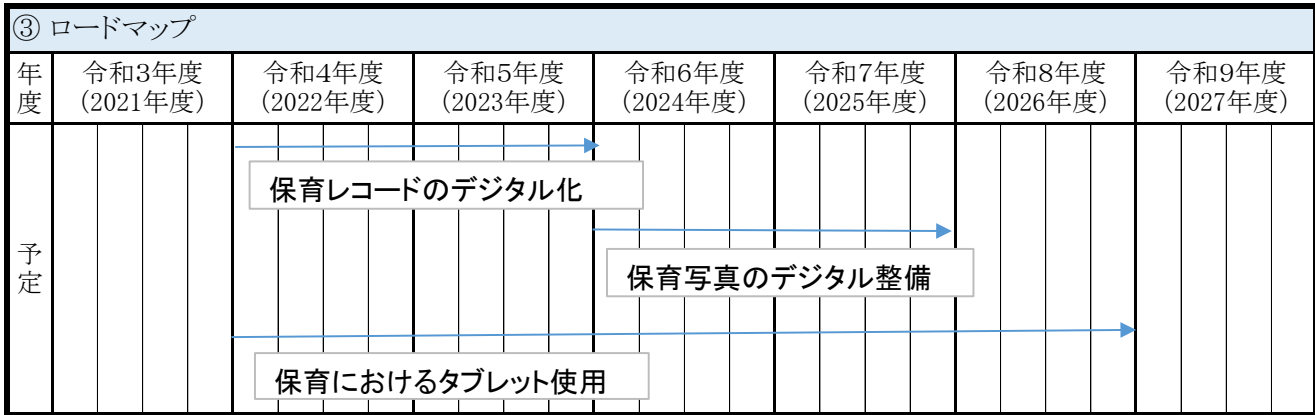 ③ ロードマップ
年度
令和3年度
(2021年度)
令和4年度
(2022年度)
令和5年度
(2023年度)
令和6年度
(2024年度)
令和7年度
(2025年度)
令和8年度
(2026年度)
令和9年度
(2027年度)
予定
保育レコードのデジタル化
保育写真のデジタル整備
保育におけるタブレット使用